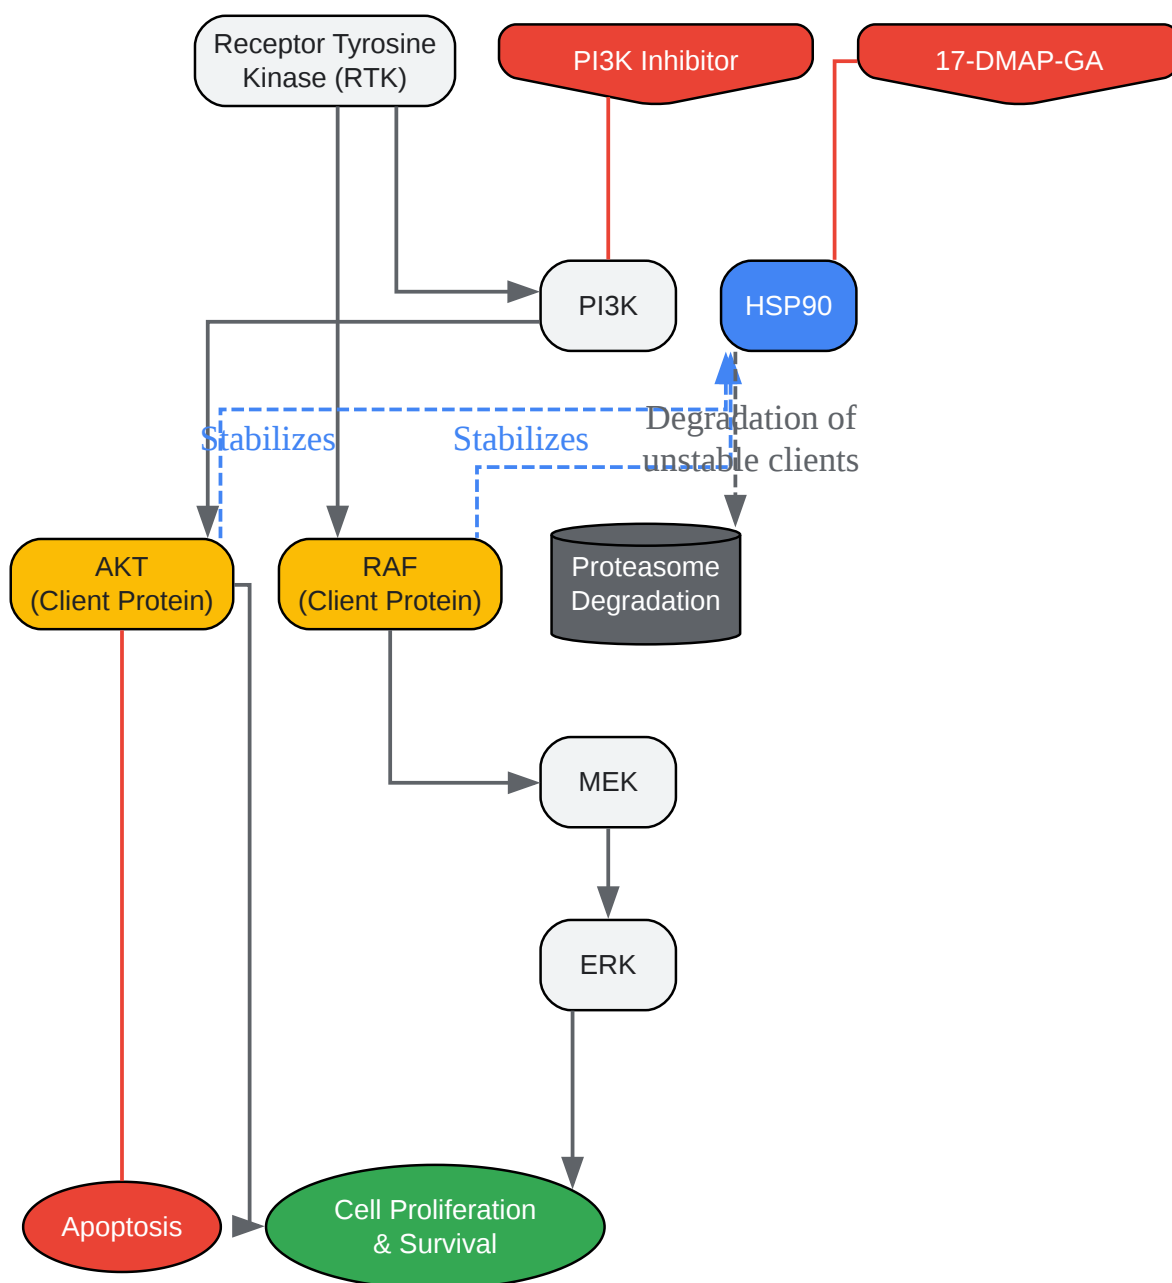 Receptor Tyrosine
Kinase (RTK)
PI3K Inhibitor
17-DMAP-GA
PI3K
HSP90
Stabilizes
Stabilizes
Degradation of
unstable clients
AKT
(Client Protein)
RAF
(Client Protein)
Proteasome
Degradation
MEK
ERK
Apoptosis
Cell Proliferation
& Survival